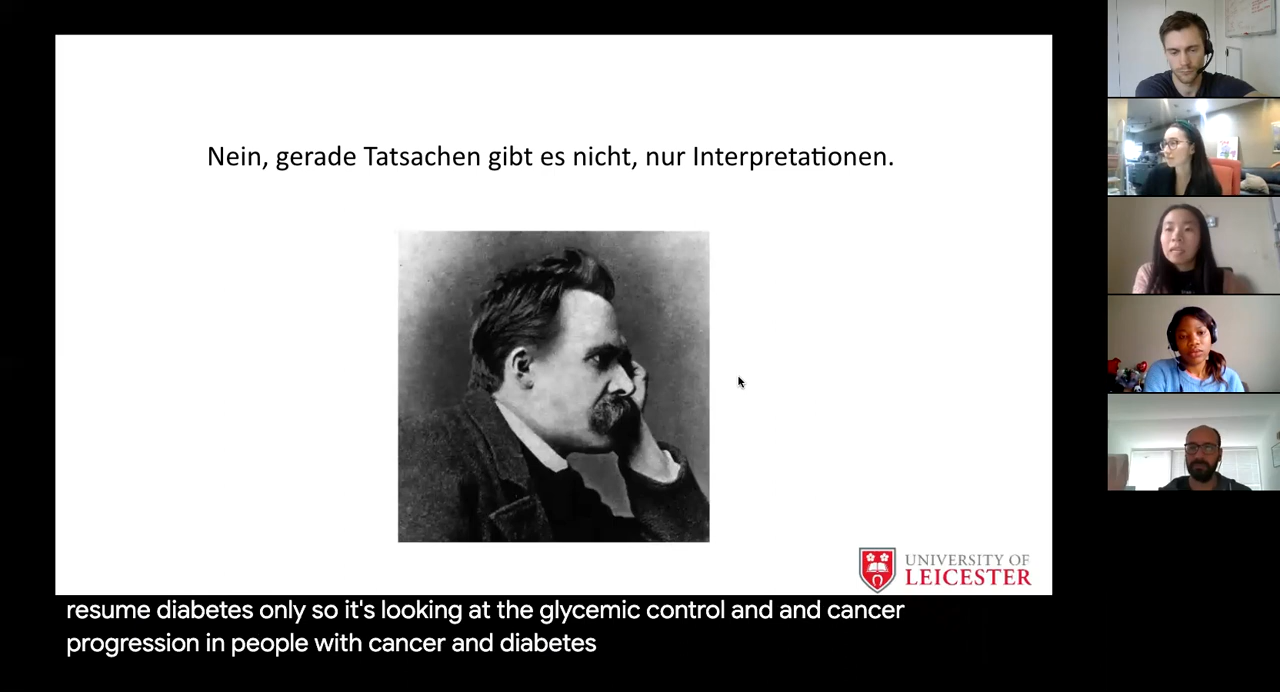 Nein, gerade Tatsachen gibt es nicht, nur Interpretationen.
UNIVERSITY OF
LEICESTER
resume diabetes only so it's looking at the glycemic control and and cancer
progression in people with cancer and diabetes